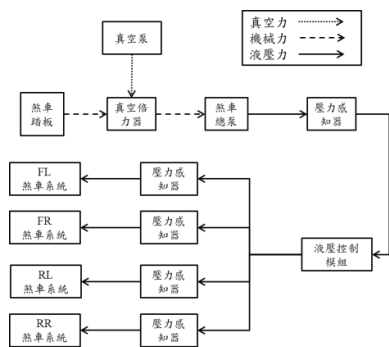 真空泵
真空力
機械力
液壓力
煞車
踏板
真空倍
力器
煞車
總泵
壓力感
知器
FL
煞車系統
壓力感
知器
FR
煞車系統
壓力感
知器
液壓控制
模組
RL
煞車系統
壓力感
知器
RR
煞車系統
壓力感
知器